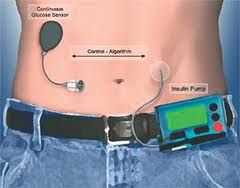 Continuous
Glucose Sensor
Control - Algorithm
Insulin Pump